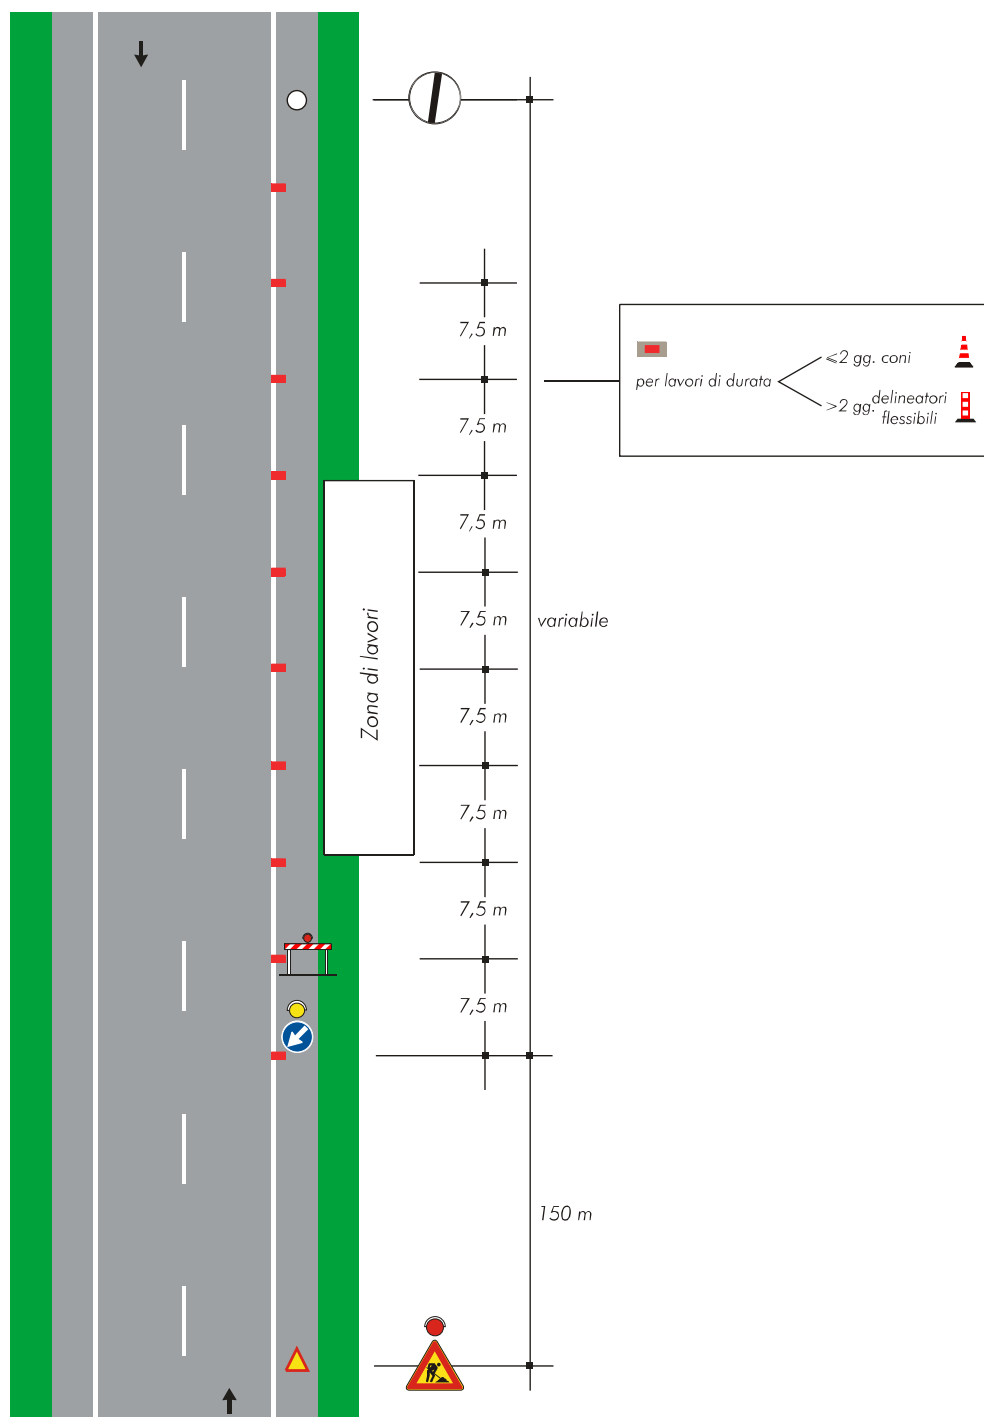 7,5 m
per lavori di durata
≤2 gg. coni
>2 gg. delineatori
flessibili
7,5 m
7,5 m
7,5 m
variabile
Zona di lavori
7,5 m
7,5 m
7,5 m
7,5 m
150 m